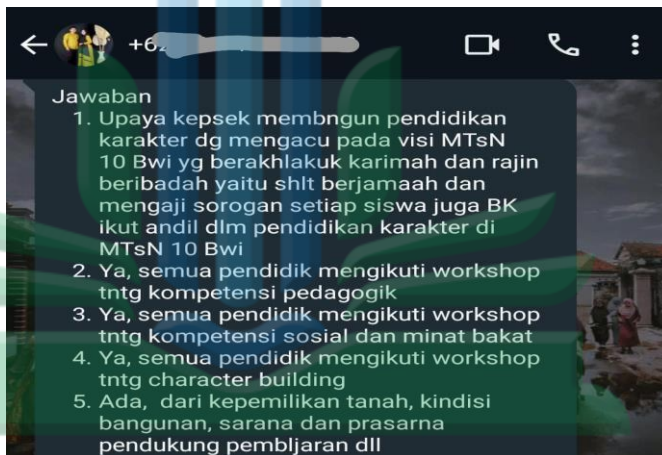 +62
Jawaban
1. Upaya kepsek membngun pendidikan
karakter dg mengacu pada visi MTsN
10 Bwi yg berakhlakuk karimah dan rajin
beribadah yaitu shlt berjamaah dan
mengaji sorogan setiap siswa juga BK
ikut andil dlm pendidikan karakter di
MTsN 10 Bwi
2. Ya, semua pendidik mengikuti workshop
tntg kompetensi pedagogik
3. Ya, semua pendidik mengikuti workshop
tntg kompetensi sosial dan minat bakat
4. Ya, semua pendidik mengikuti workshop
tntg character building
5. Ada, dari kepemilikan tanah, kindisi
bangunan, sarana dan prasarna
pendukung pembljaran dll